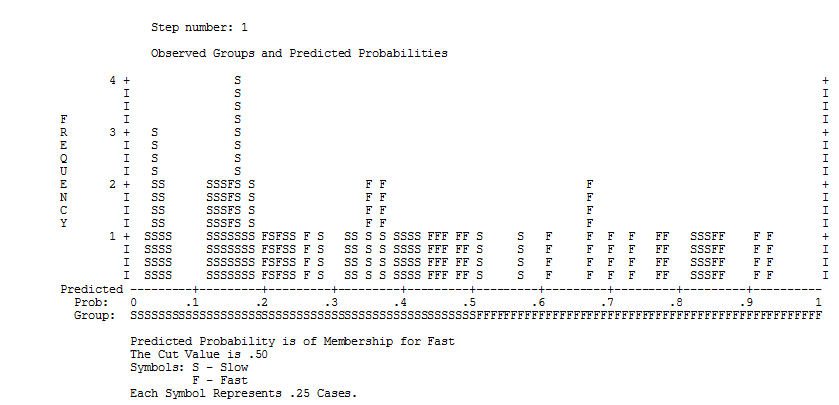 Step number: 1
Observed Groups and Predicted Probabilities
4 + S +
I S I
I S I
F I S I
R 3 + S S +
E I S S I
Q I S S I
U I S S I
E 2 + SS SSSFS S F F F +
N I SS SSSFS S F F F I
C I SS SSSFS S F F F I
Y I SS SSSFS S F F F I
1 + SSSS SSSSSSS FSFSS F S SS S S SSSS FFF FF S S F F F F FF SSSFF F F +
I SSSS SSSSSSS FSFSS F S SS S S SSSS FFF FF S S F F F F FF SSSFF F F I
I SSSS SSSSSSS FSFSS F S SS S S SSSS FFF FF S S F F F F FF SSSFF F F I
I SSSS SSSSSSS FSFSS F S SS S S SSSS FFF FF S S F F F F FF SSSFF F F I
Predicted ---------+---------+---------+---------+---------+---------+---------+---------+---------+----------
Prob: 0 .1 .2 .3 .4 .5 .6 .7 .8 .9 1
Group: SSSSSSSSSSSSSSSSSSSSSSSSSSSSSSSSSSSSSSSSSSSSSSSSSSFFFFFFFFFFFFFFFFFFFFFFFFFFFFFFFFFFFFFFFFFFFFFFFFFF
Predicted Probability is of Membership for Fast
The Cut Value is .50
Symbols: S - Slow
F - Fast
Each Symbol Represents .25 Cases.